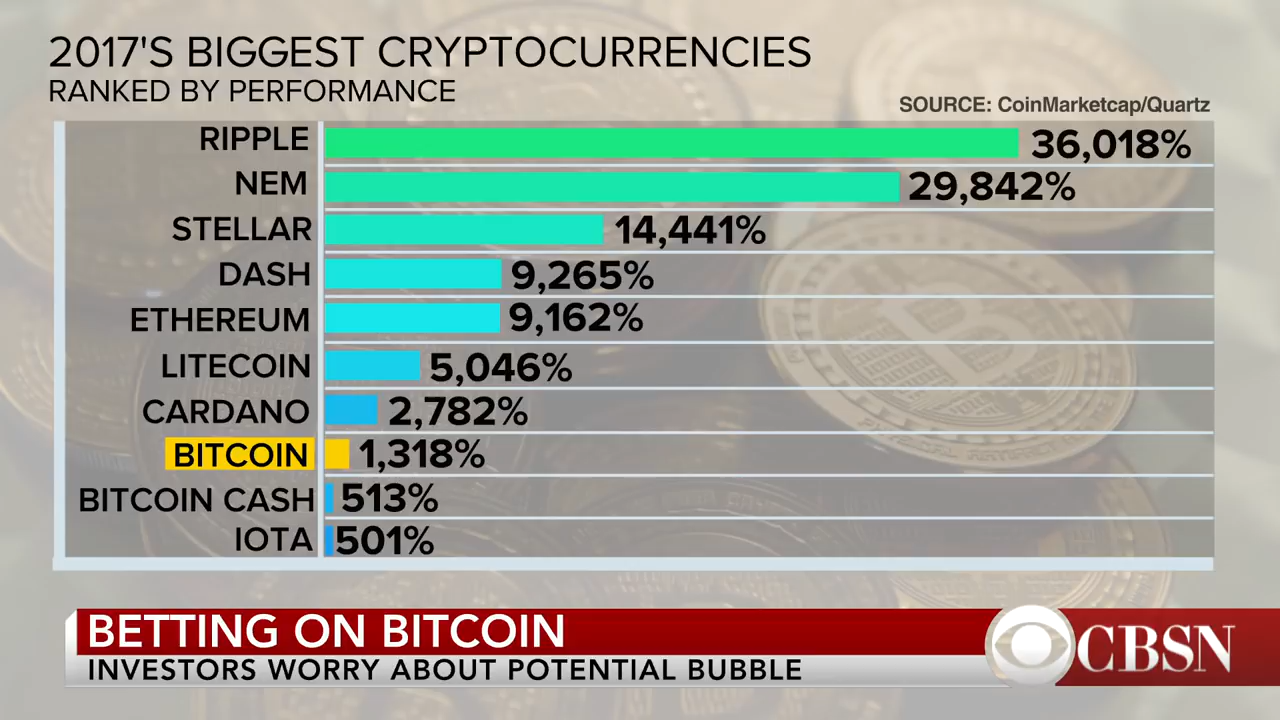 2017'S BIGGEST CRYPTOCURRENCIES
RANKED BY PERFORMANCE
SOURCE: CoinMarketcap/Quartz
RIPPLE 36,018%
NEM 29,842%
STELLAR 14,441%
DASH 9,265%
ETHEREUM 9,162%
LITECOIN 5,046%
CARDANO 2,782%
BITCOIN 1,318%
BITCOIN CASH 513%
IOTA 501%
BETTING ON BITCOIN
INVESTORS WORRY ABOUT POTENTIAL BUBBLE
CBSN